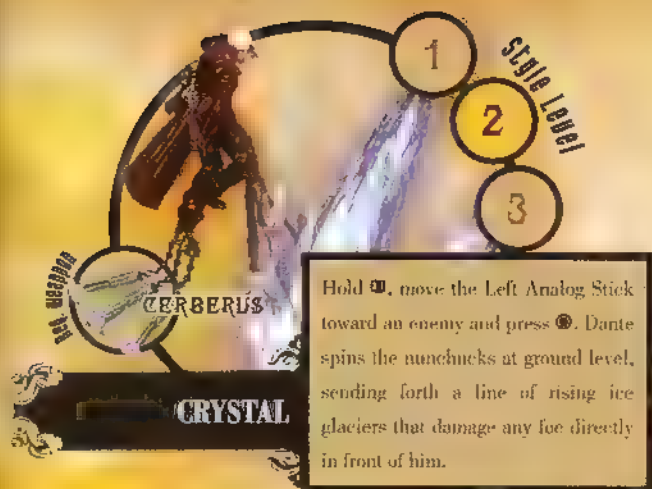 1
Style Level
2
3
CERBERUS
CRYSTAL
Hold R1, move the Left Analog Stick
toward an enemy and press ●. Dante
spins the nunchucks at ground level,
sending forth a line of rising ice
glaciers that damage any foe directly
in front of him.